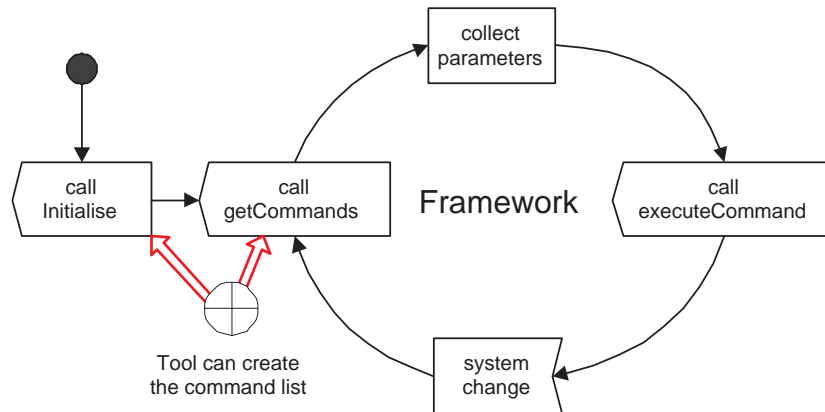 collect
parameters
call
Initialise
call
getCommands
Framework
call
executeCommand
Tool can create
the command list
system
change